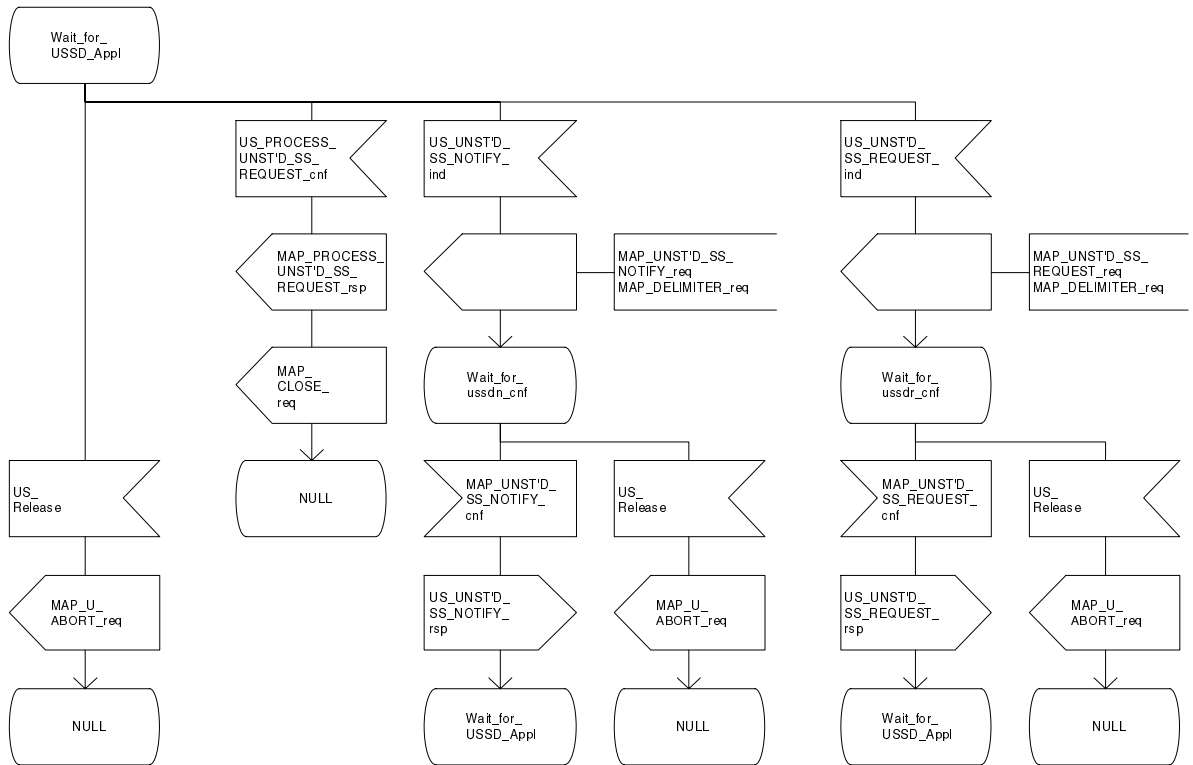 Wait_for_
USSD_Appl
US_PROCESS_
UNST'D_SS_
REQUEST_cnf
US_UNST'D_
SS_NOTIFY_
ind
US_UNST'D_
SS_REQUEST_
ind
MAP_PROCESS_
UNST'D_SS_
REQUEST_rsp
MAP_UNST'D_SS_
NOTIFY_req
MAP_DELIMITER_req
MAP_UNST'D_SS_
REQUEST_req
MAP_DELIMITER_req
MAP_
CLOSE_
req
Wait_for_
ussdn_cnf
Wait_for_
ussdr_cnf
US_
Release
NULL
MAP_UNST'D_
SS_NOTIFY_
cnf
US_
Release
MAP_UNST'D_
SS_REQUEST_
cnf
US_
Release
MAP_U_
ABORT_req
US_UNST'D_
SS_NOTIFY_
rsp
MAP_U_
ABORT_req
US_UNST'D_
SS_REQUEST_
rsp
MAP_U_
ABORT_req
NULL
Wait_for_
USSD_Appl
NULL
Wait_for_
USSD_Appl
NULL